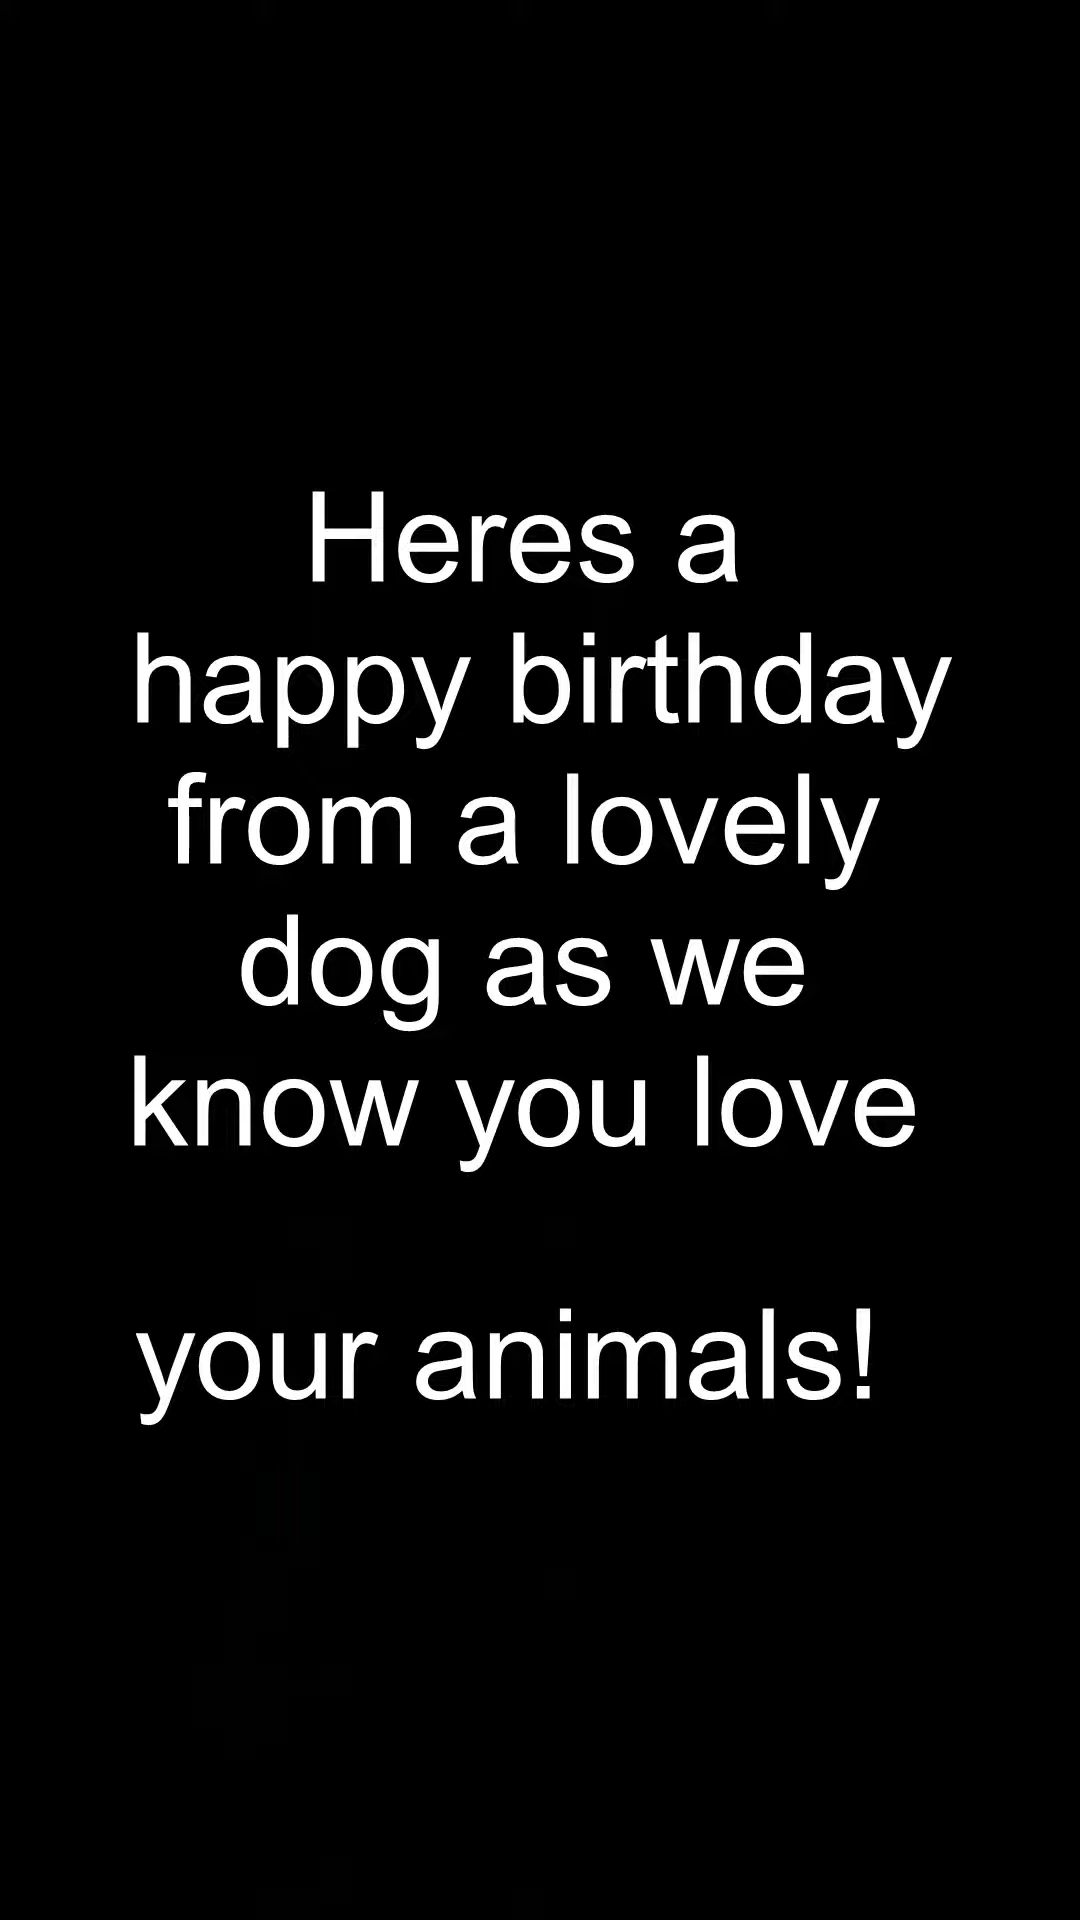 Heres a
happy birthday
from a lovely
dog as we
know you love
your animals!